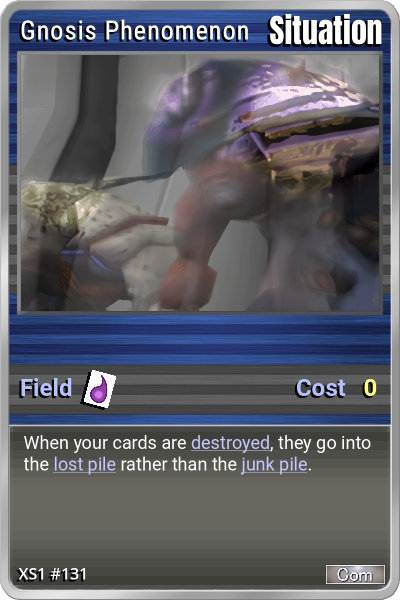 Gnosis Phenomenon Situation
Field Cost 0
When your cards are destroyed, they go into
the lost pile rather than the junk pile.
XS1 #131 Com